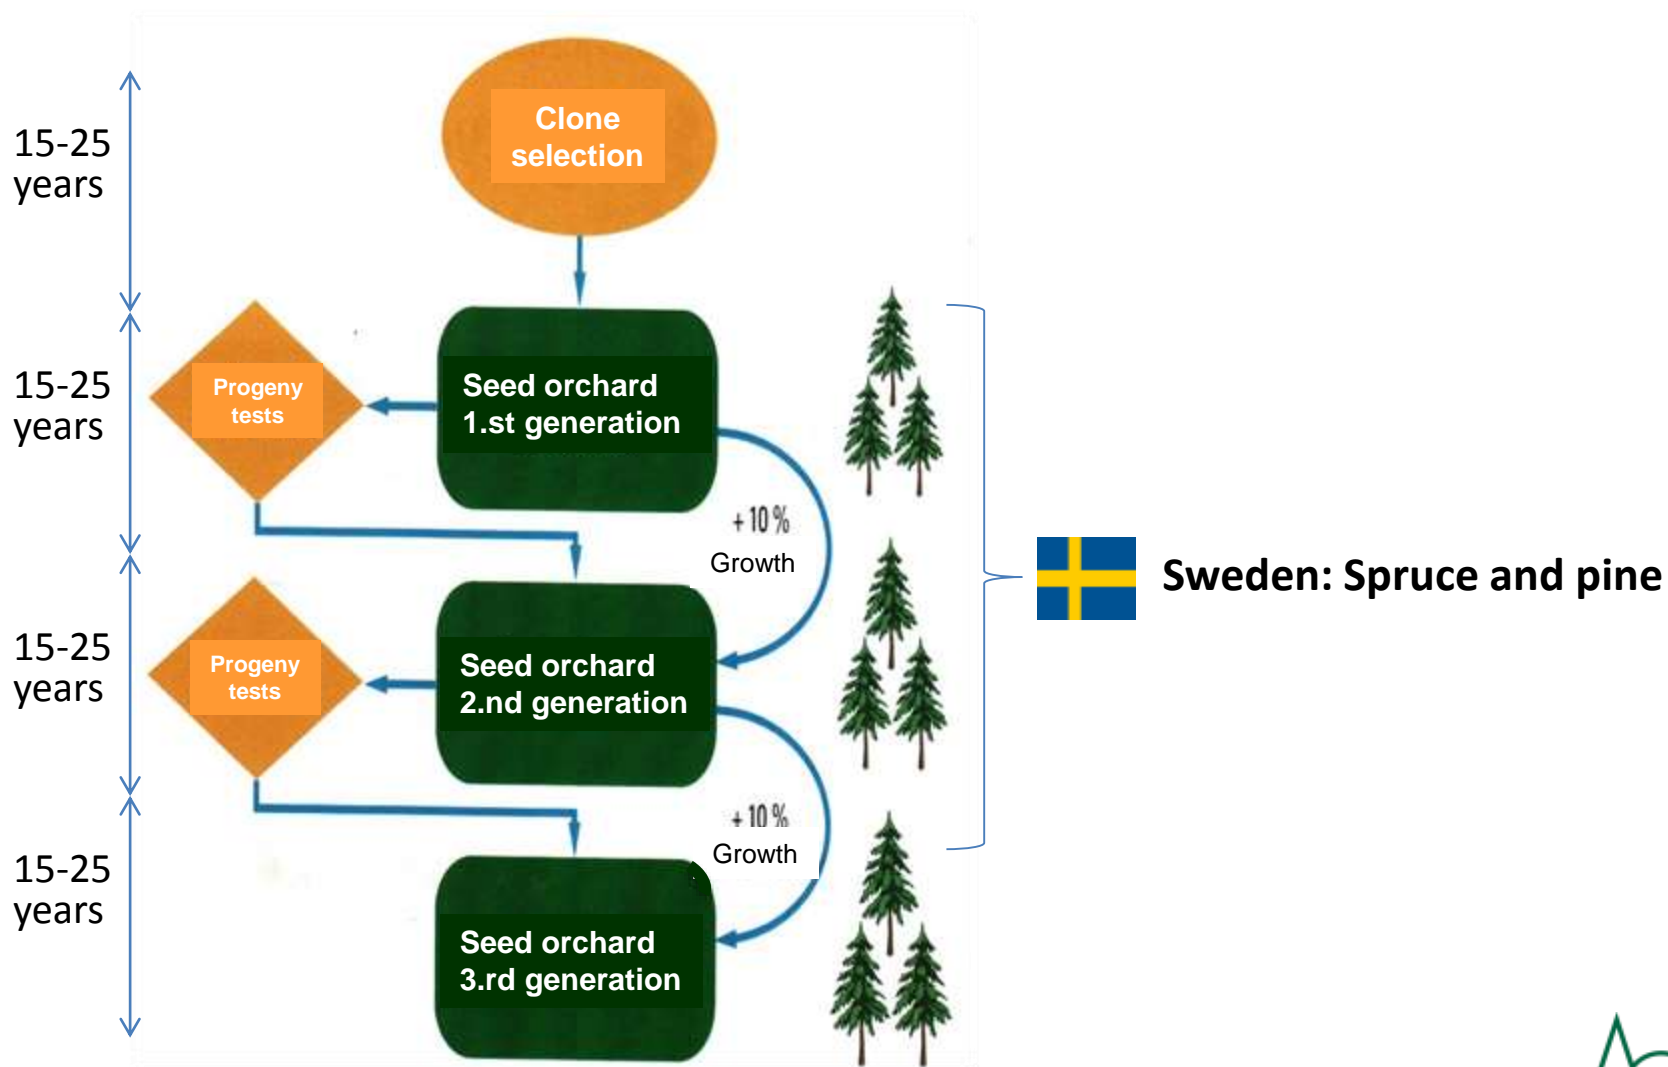 15-25
years
Clone
selection
15-25
years
Progeny
tests
Seed orchard
1.st generation
+ 10 %
Growth
Sweden: Spruce and pine
15-25
years
Progeny
tests
Seed orchard
2.nd generation
+ 10 %
Growth
15-25
years
Seed orchard
3.rd generation